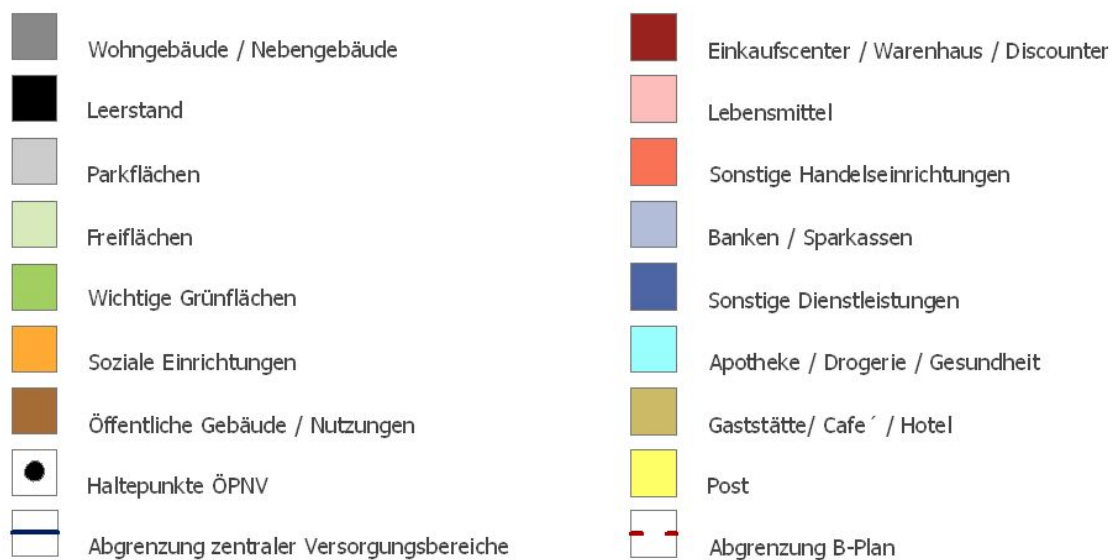 Wohngebäude / Nebengebäude
Leerstand
Parkflächen
Freiflächen
Wichtige Grünflächen
Soziale Einrichtungen
Öffentliche Gebäude / Nutzungen
Haltepunkte ÖPNV
Abgrenzung zentraler Versorgungsbereiche
Einkaufscenter / Warenhaus / Discounter
Lebensmittel
Sonstige Handelseinrichtungen
Banken / Sparkassen
Sonstige Dienstleistungen
Apotheke / Drogerie / Gesundheit
Gaststätte/ Cafe´ / Hotel
Post
Abgrenzung B-Plan